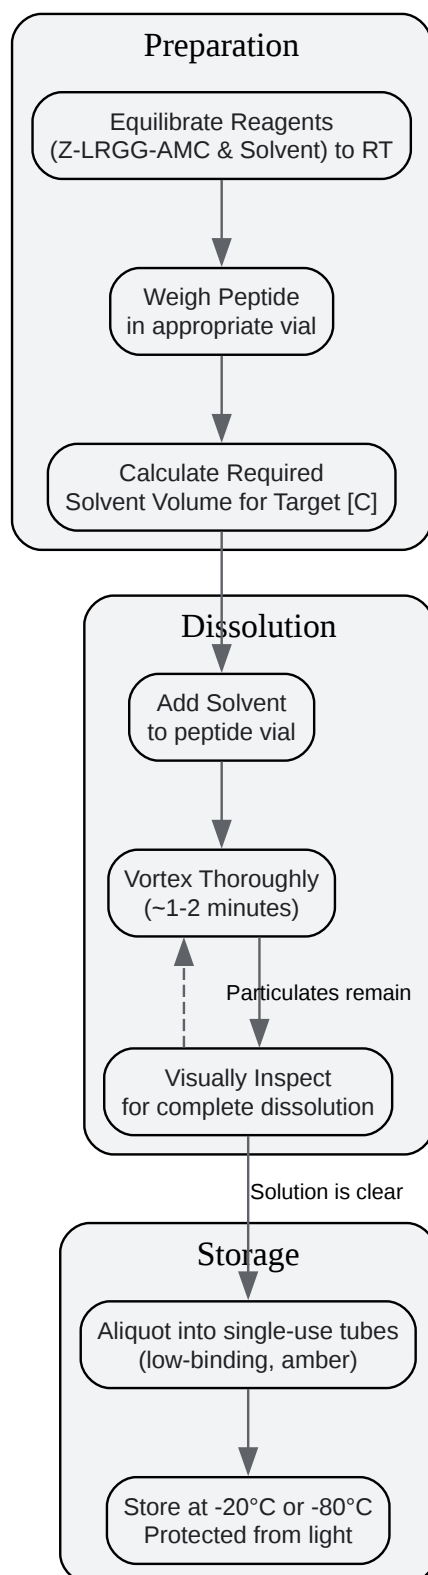 Preparation
Equilibrate Reagents
(Z-LRGG-AMC & Solvent) to RT
Weigh Peptide
in appropriate vial
Calculate Required
Solvent Volume for Target [C]
Dissolution
Add Solvent
to peptide vial
Vortex Thoroughly
(~1-2 minutes)
Particulates remain
Visually Inspect
for complete dissolution
Solution is clear
Storage
Aliquot into single-use tubes
(low-binding, amber)
Store at -20°C or -80°C
Protected from light